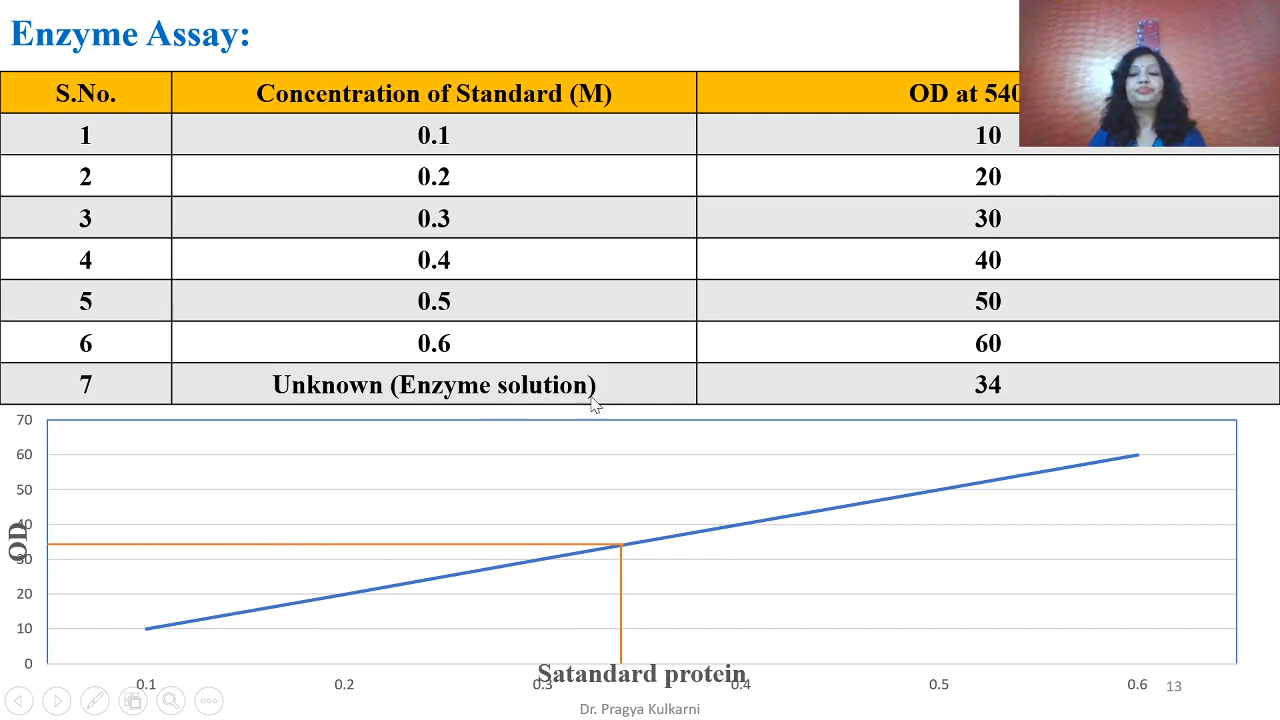 Enzyme Assay:
S.No. Concentration of Standard (M) OD at 540
1 0.1 10
2 0.2 20
3 0.3 30
4 0.4 40
5 0.5 50
6 0.6 60
7 Unknown (Enzyme solution) 34
70
60
50
40
30
20
10
0
OD
0.1 0.2 0.3 0.4 0.5 0.6
Satandard protein
13
Dr. Pragya Kulkarni